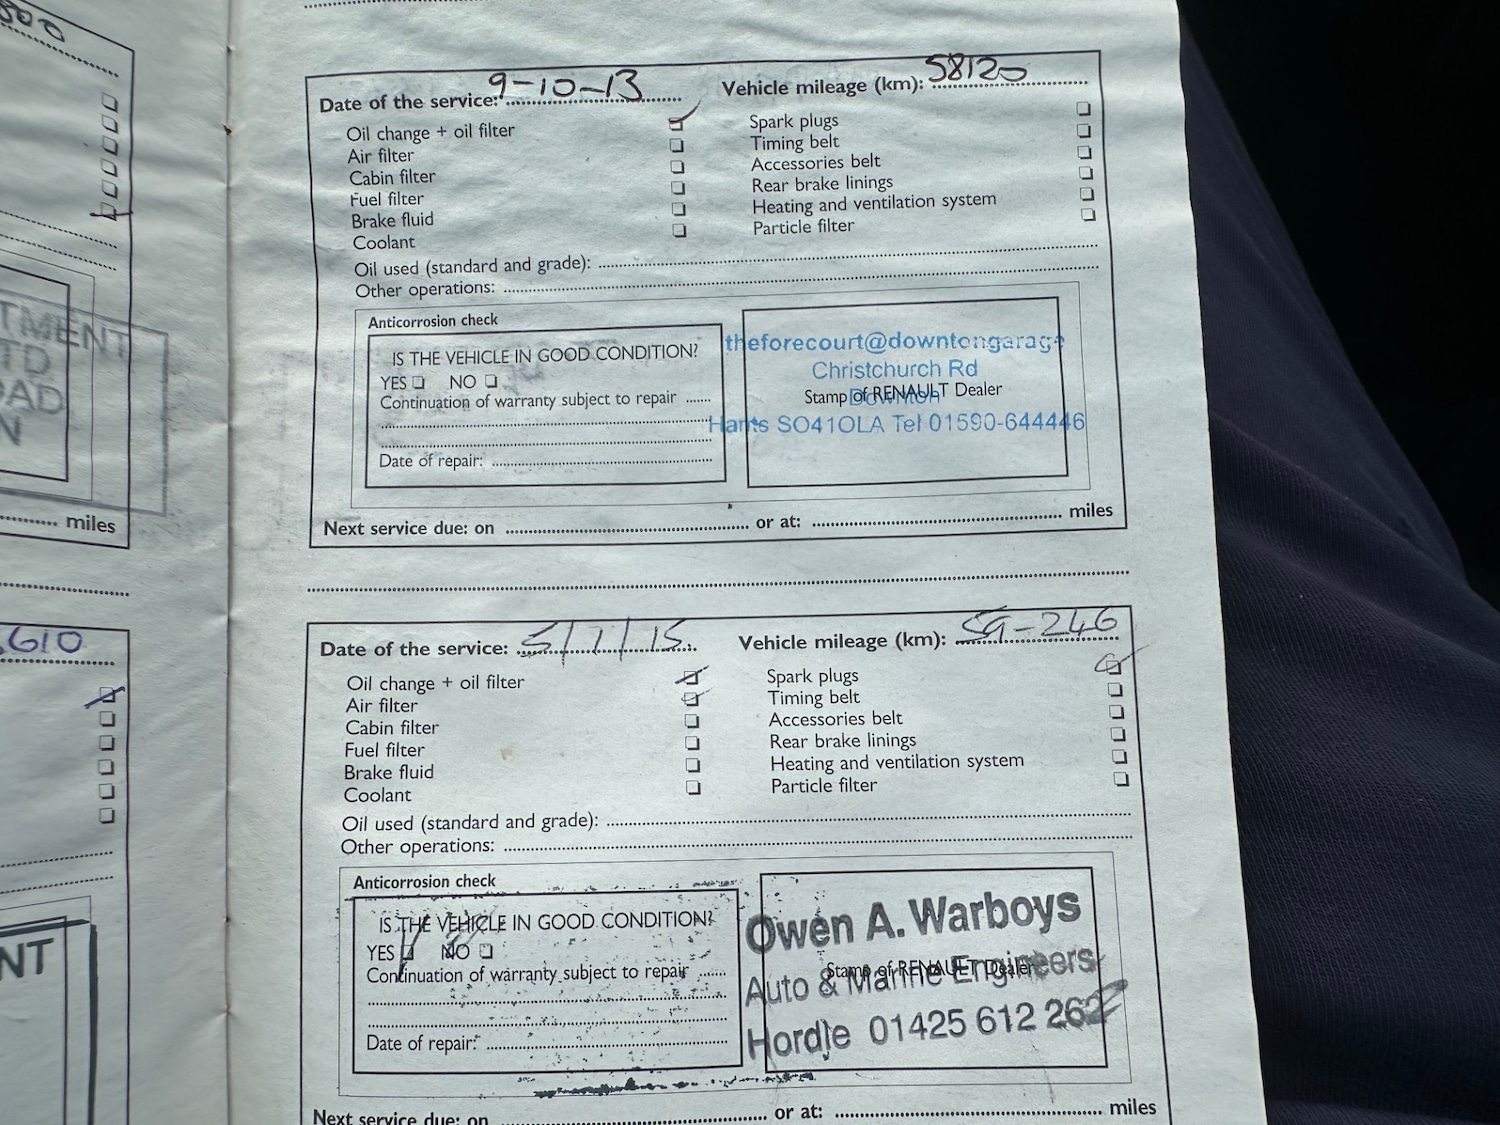 Date of the service: 9-10-13 Vehicle mileage (km): 58120
Oil change + oil filter Spark plugs
Air filter Timing belt
Cabin filter Accessories belt
Fuel filter Rear brake linings
Brake fluid Heating and ventilation system
Coolant Particle filter
Oil used (standard and grade):
Other operations:
Anticorrosion check
IS THE VEHICLE IN GOOD CONDITION?
YES NO
Continuation of warranty subject to repair
Date of repair:
theforecourt@downtongarage
Christchurch Rd
Downton
Stamp of RENAULT Dealer
Hants SO41OLA Tel 01590-644446
Next service due: on or at: miles
Date of the service: 5/7/15 Vehicle mileage (km): 59-246
Oil change + oil filter Spark plugs
Air filter Timing belt
Cabin filter Accessories belt
Fuel filter Rear brake linings
Brake fluid Heating and ventilation system
Coolant Particle filter
Oil used (standard and grade):
Other operations:
Anticorrosion check
IS THE VEHICLE IN GOOD CONDITION?
YES NO
Continuation of warranty subject to repair
Date of repair:
Owen A. Warboys
Stamp of RENAULT Dealer
Auto & Marine Engineers
Hordle 01425 612 262
Next service due: on or at: miles
miles
610